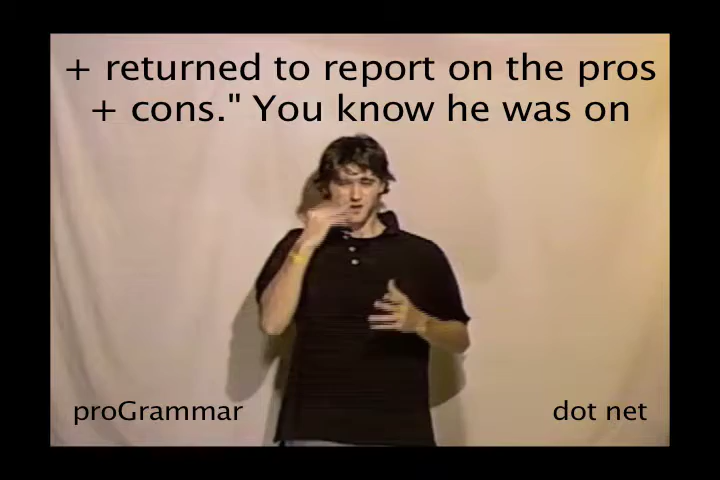 + returned to report on the pros
+ cons." You know he was on
proGrammar
dot net